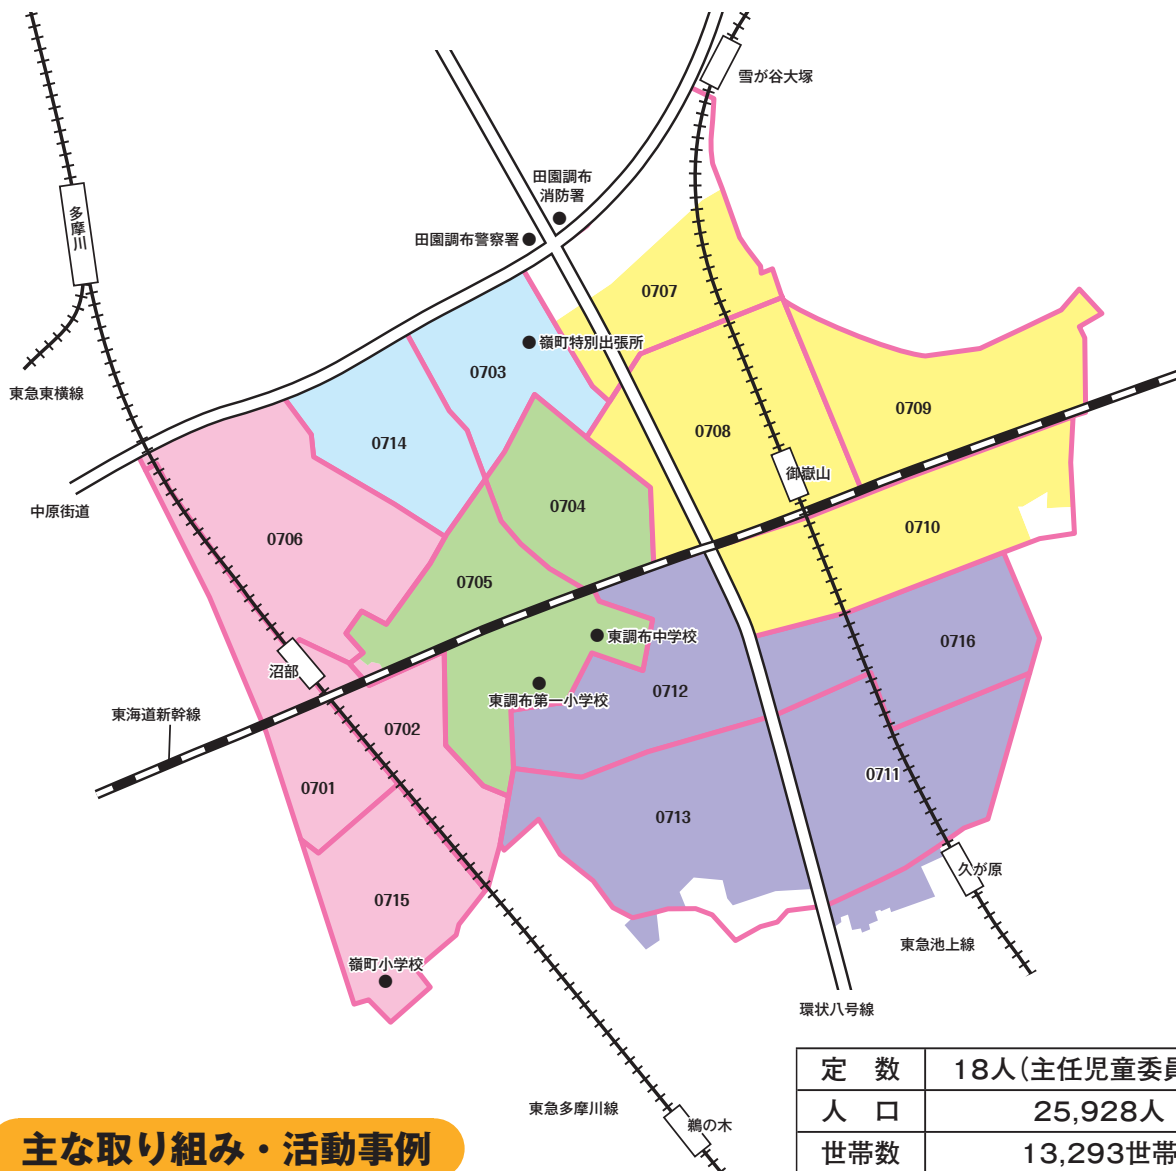 雪が谷大塚
田園調布
消防署
多摩川
田園調布警察署
0707
嶺町特別出張所
0703
東急東横線
0709
0708
0714
御嶽山
中原街道
0704
0710
0706
0705
東調布中学校
0716
沼部
0712
東調布第一小学校
東海道新幹線
0702
0711
0701
0713
久が原
0715
東急池上線
嶺町小学校
環状八号線
定 数 18人(主任児童委員
東急多摩川線
人 口 25,928人
鵜の木
主な取り組み・活動事例
世帯数 13,293世帯